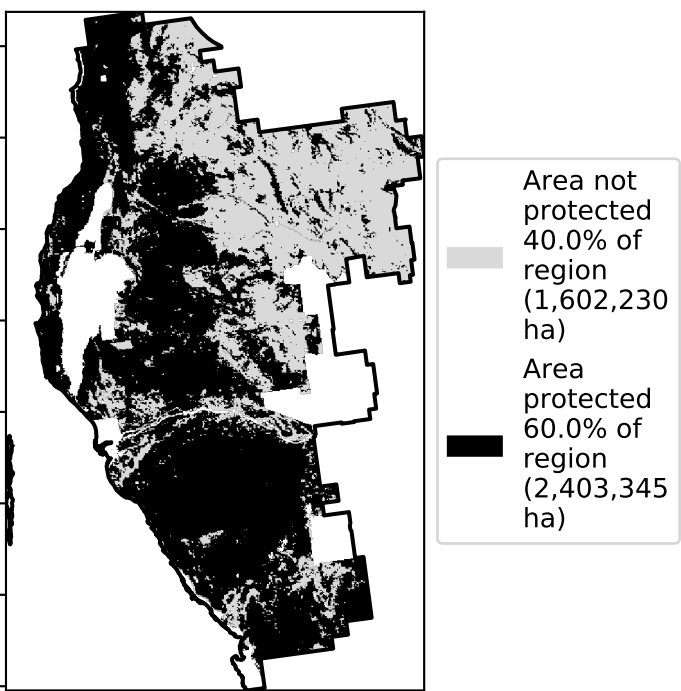 Area not
protected
40.0% of
region
(1,602,230
ha)
Area
protected
60.0% of
region
(2,403,345
ha)